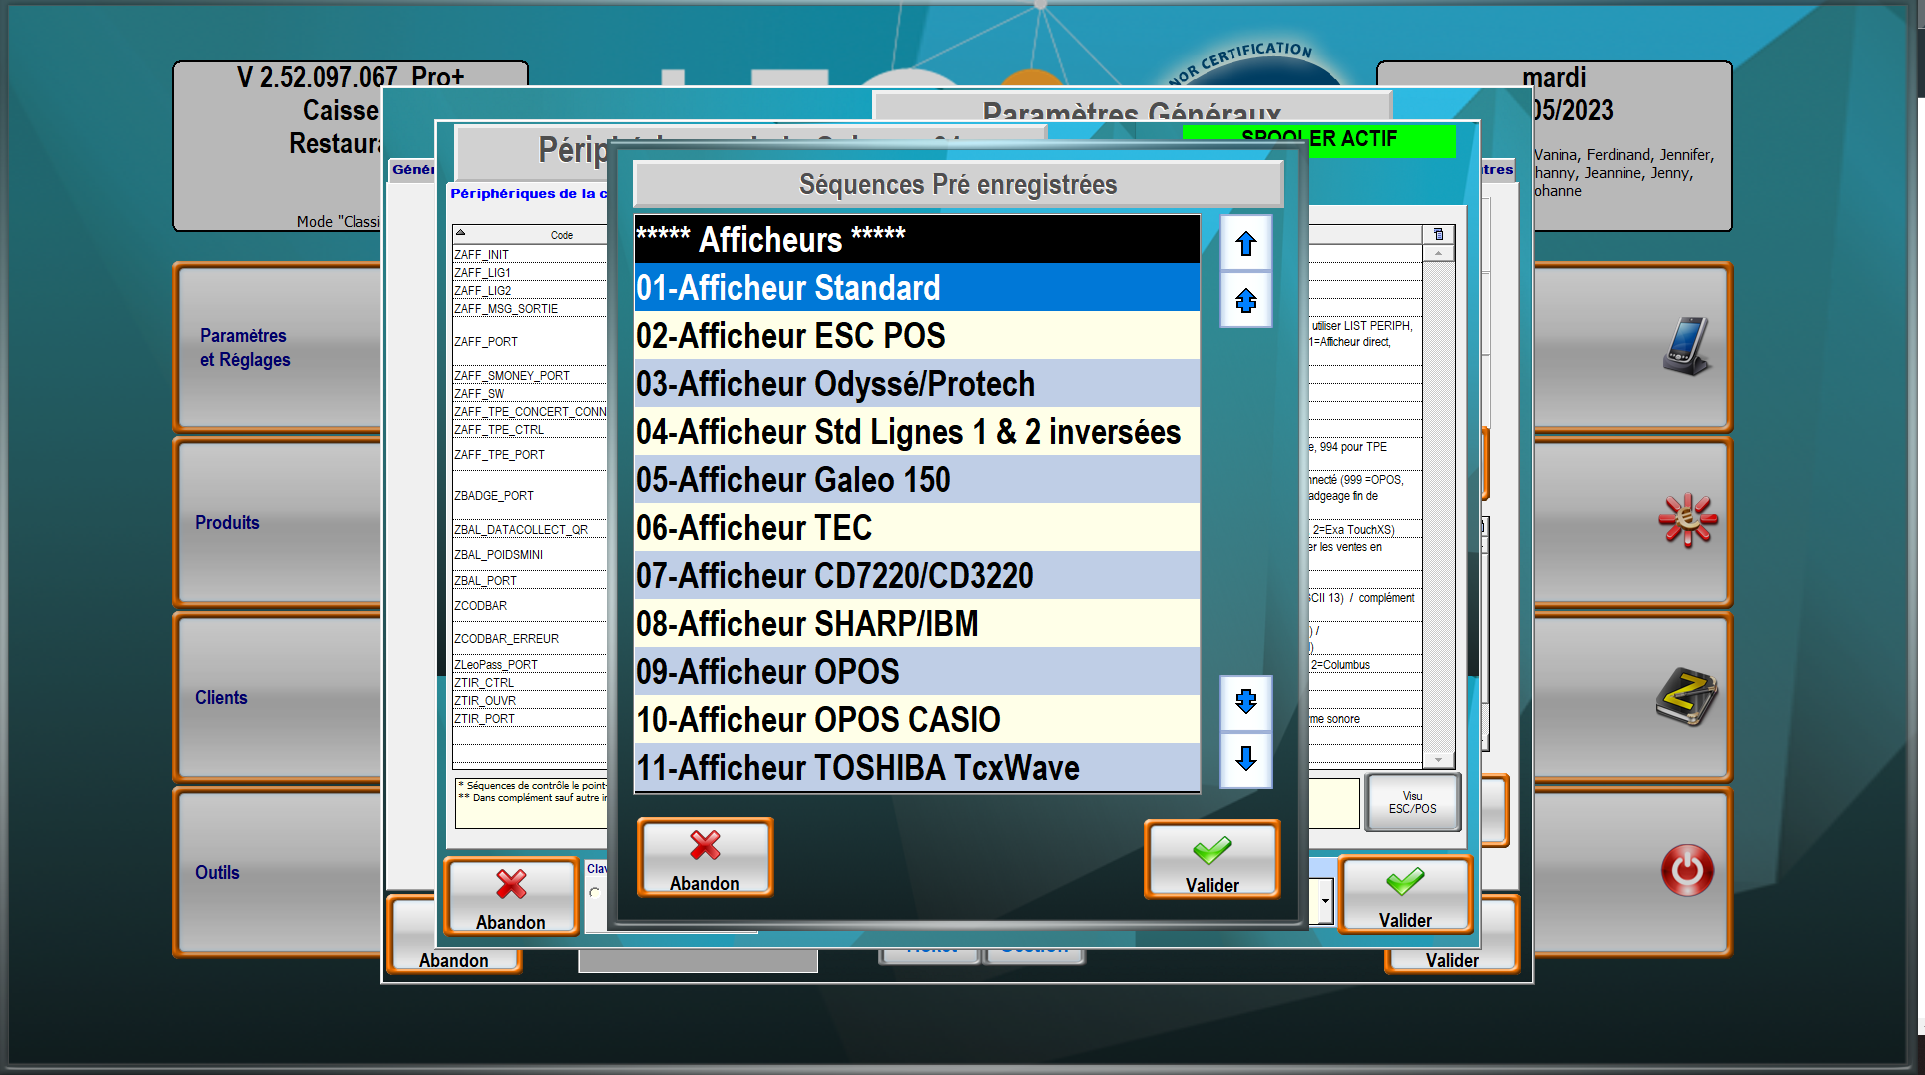 V 2.52.097.067 Pro+
Caisse
Mode "Classi
NOR CERTIFICATION
mardi
05/2023
Vanina, Ferdinand, Jennifer,
hanny, Jeannine, Jenny,
ohanne
Paramètres Généraux
SPOOLER ACTIF
Périphériques de la c
Séquences Pré enregistrées
***** Afficheurs *****
01-Afficheur Standard
02-Afficheur ESC POS
03-Afficheur Odyssé/Protech
04-Afficheur Std Lignes 1 & 2 inversées
05-Afficheur Galeo 150
06-Afficheur TEC
07-Afficheur CD7220/CD3220
08-Afficheur SHARP/IBM
09-Afficheur OPOS
10-Afficheur OPOS CASIO
11-Afficheur TOSHIBA TcxWave
Abandon
Valider
Code
ZAFF_INIT
ZAFF_LIG1
ZAFF_LIG2
ZAFF_MSG_SORTIE
ZAFF_PORT
ZAFF_SMONEY_PORT
ZAFF_SW
ZAFF_TPE_CONCERT_CONN
ZAFF_TPE_CTRL
ZAFF_TPE_PORT
ZBADGE_PORT
ZBAL_DATACOLLECT_QR
ZBAL_POIDSMINI
ZBAL_PORT
ZCODBAR
ZCODBAR_ERREUR
ZLeoPass_PORT
ZTIR_CTRL
ZTIR_OUVR
ZTIR_PORT
utiliser LIST PERIPH,
1=Afficheur direct,
e, 994 pour TPE
nnecté (999 =OPOS,
adgeage fin de
2=Exa TouchXS)
er les ventes en
SCII 13) / complément
) /
2=Columbus
me sonore
* Séquences de contrôle le point-
** Dans complément sauf autre in
Visu
ESC/POS
Abandon
Clav
Valider
Abandon
Valider
Paramètres
et Réglages
Produits
Clients
Outils